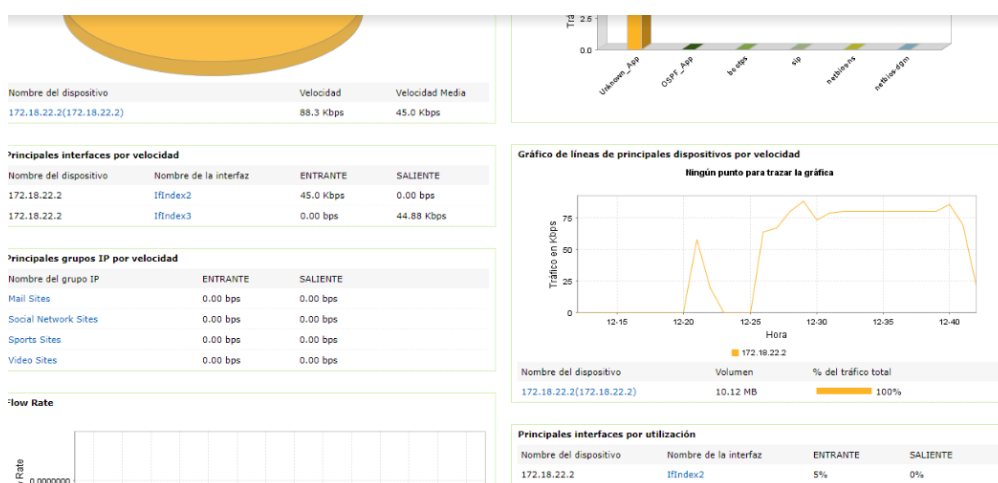 Nombre del dispositivo Velocidad Velocidad Media
172.18.22.2(172.18.22.2) 88.3 Kbps 45.0 Kbps
Principales interfaces por velocidad
Nombre del dispositivo Nombre de la interfaz ENTRANTE SALIENTE
172.18.22.2 IfIndex2 45.0 Kbps 0.00 bps
172.18.22.2 IfIndex3 0.00 bps 44.88 Kbps
Principales grupos IP por velocidad
Nombre del grupo IP ENTRANTE SALIENTE
Mail Sites 0.00 bps 0.00 bps
Social Network Sites 0.00 bps 0.00 bps
Sports Sites 0.00 bps 0.00 bps
Video Sites 0.00 bps 0.00 bps
Flow Rate
Rate
0.0000000
2.5
0.0
Unknown_App OSPF_App bootps sip netbios-ns netbios-dgm
Gráfico de líneas de principales dispositivos por velocidad
Ningún punto para trazar la gráfica
Tráfico en Kbps
75
50
25
0
12-15 12-20 12-25 12-30 12-35 12-40
Hora
172.18.22.2
Nombre del dispositivo Volumen % del tráfico total
172.18.22.2(172.18.22.2) 10.12 MB 100%
Principales interfaces por utilización
Nombre del dispositivo Nombre de la interfaz ENTRANTE SALIENTE
172.18.22.2 IfIndex2 5% 0%